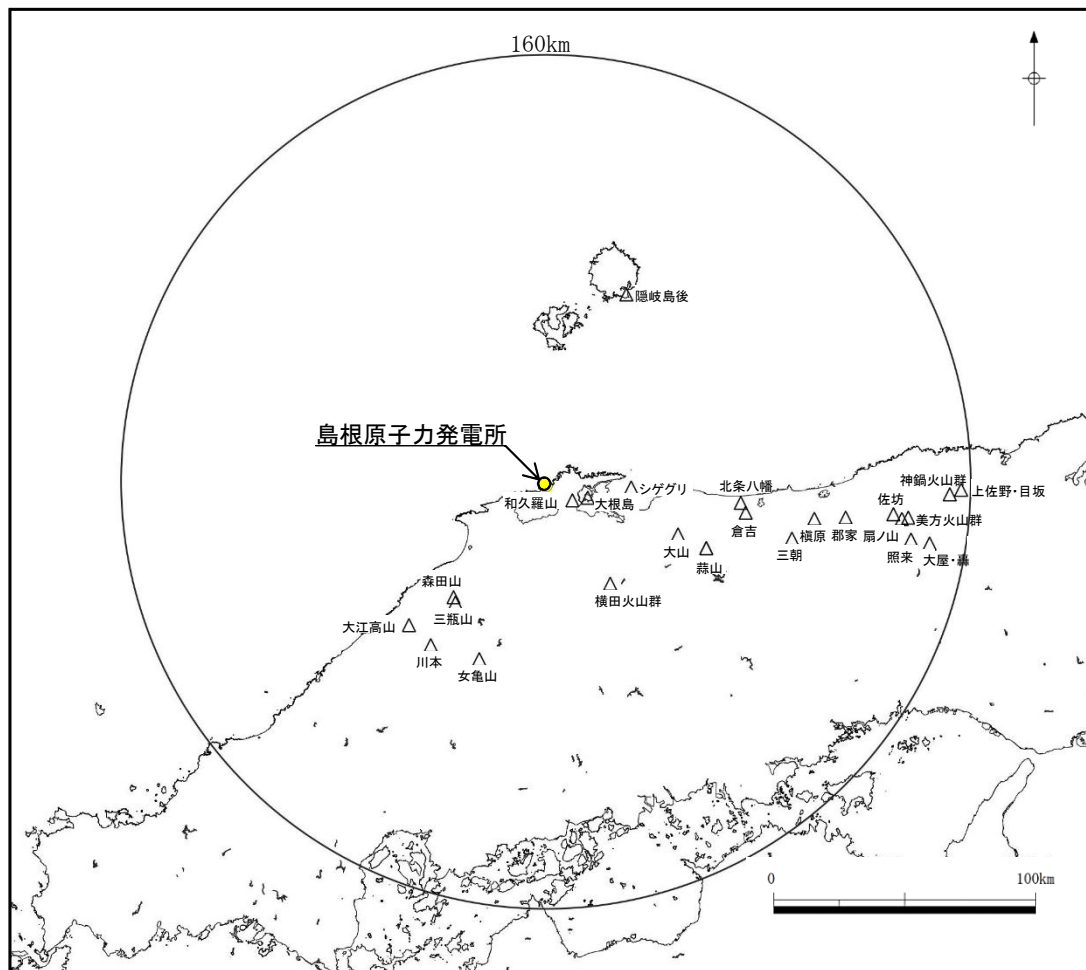 160km
隠岐島後
島根原子力発電所
シゲグリ
北条八幡
神鍋火山群
上佐野・目坂
和久羅山
大根島
佐坊
美方火山群
倉吉
大山
三朝
槇原
郡家
扇ノ山
照来
大屋・轟
蒜山
森田山
横田火山群
三瓶山
大江高山
川本
女亀山
0
100km